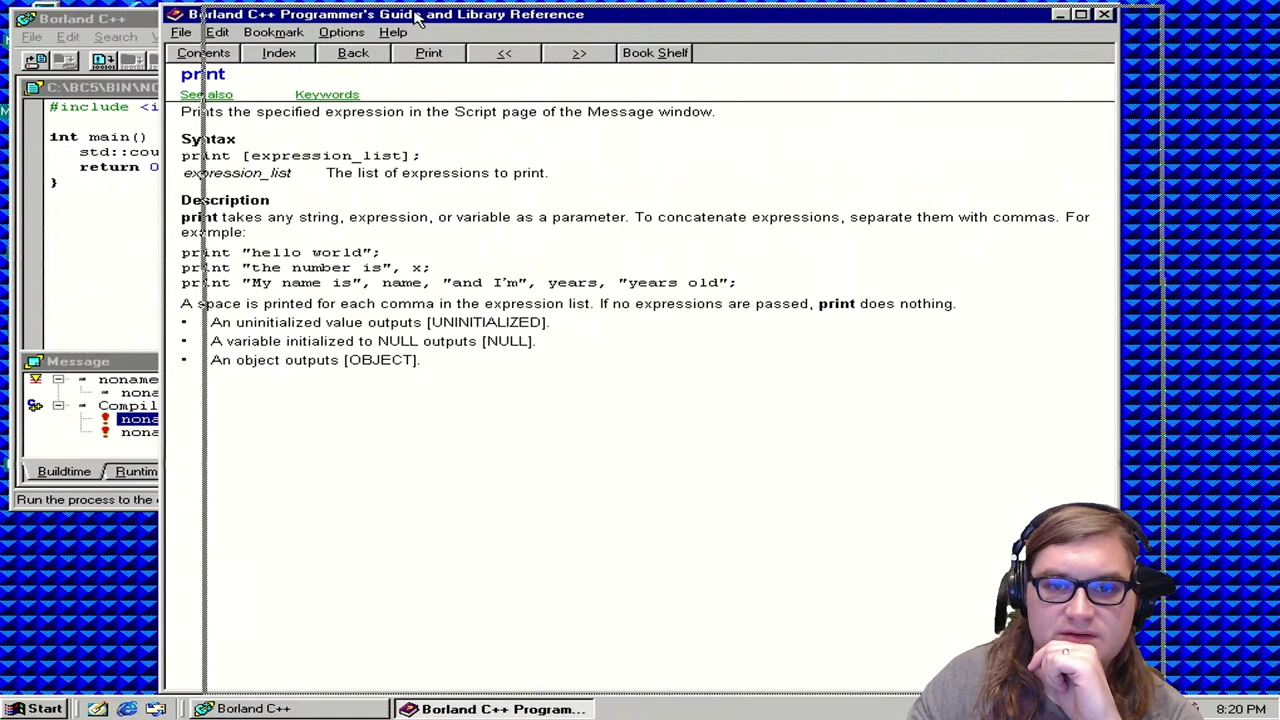 Borland C++
Borland C++ Programmer's Guide and Library Reference
File Edit Search
File Edit Bookmark Options Help
Contents Index Back Print << >> Book Shelf
C:\BC5\BIN\NO
#include <i
int main()
std::cou
return 0
}
print
See also Keywords
Prints the specified expression in the Script page of the Message window.
Syntax
print [expression_list];
expression_list The list of expressions to print.
Description
print takes any string, expression, or variable as a parameter. To concatenate expressions, separate them with commas. For
example:
print "hello world";
print "the number is", x;
print "My name is", name, "and I'm", years, "years old";
A space is printed for each comma in the expression list. If no expressions are passed, print does nothing.
▪ An uninitialized value outputs [UNINITIALIZED].
▪ A variable initialized to NULL outputs [NULL].
▪ An object outputs [OBJECT].
Message
noname
nona
Compil
nona
nona
Buildtime Runtim
Run the process to the
Start Borland C++ Borland C++ Program... 8:20 PM